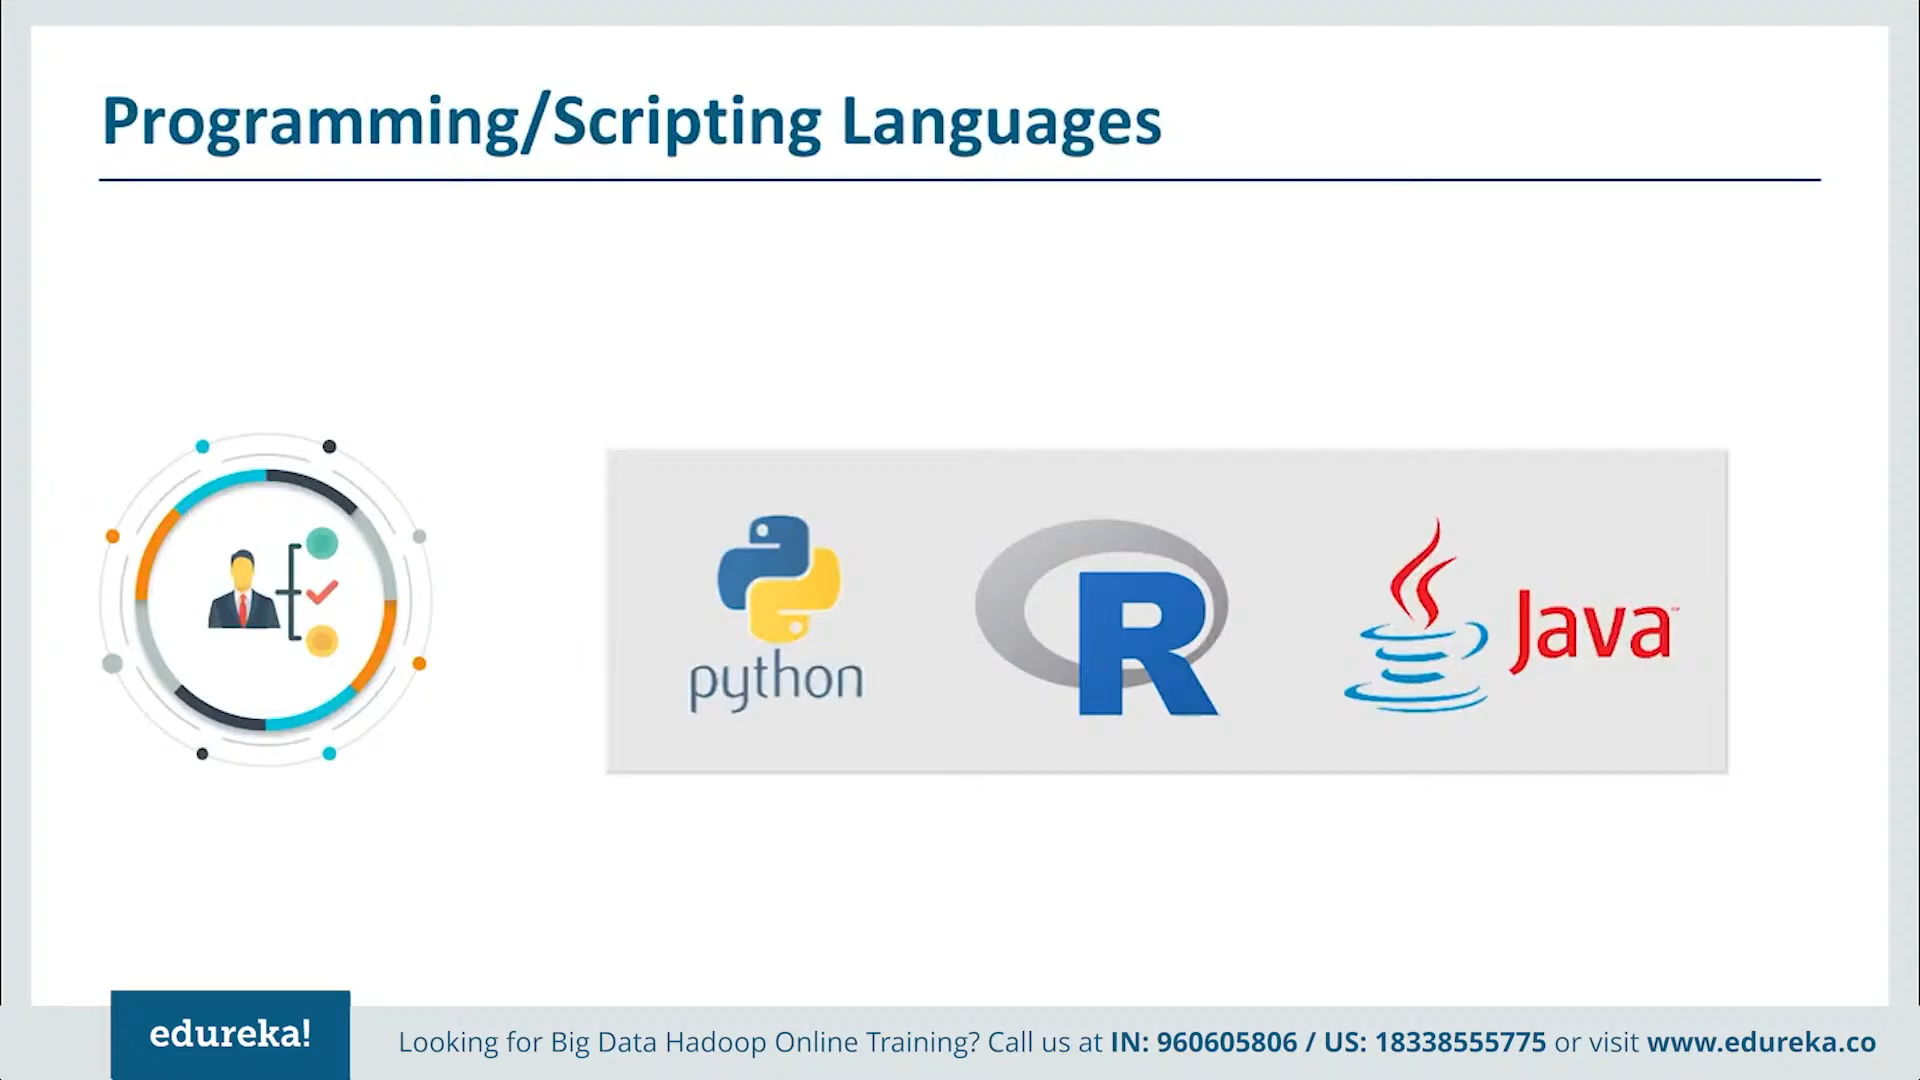 Programming/Scripting Languages
python
R
Java™
edureka!
Looking for Big Data Hadoop Online Training? Call us at IN: 960605806 / US: 18338555775 or visit www.edureka.co